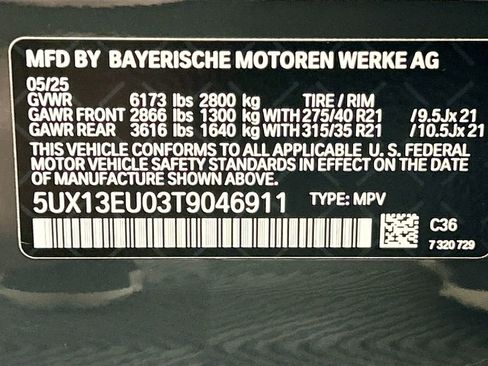 MFD BY BAYERISCHE MOTOREN WERKE AG
05/25
GVWR 6173 lbs 2800 kg TIRE / RIM
GAWR FRONT 2866 lbs 1300 kg WITH 275/40 R21 / 9.5Jx 21
GAWR REAR 3616 lbs 1640 kg WITH 315/35 R21 / 10.5Jx 21
THIS VEHICLE CONFORMS TO ALL APPLICABLE U.S. FEDERAL
MOTOR VEHICLE SAFETY STANDARDS IN EFFECT ON THE DATE
OF MANUFACTURE SHOWN ABOVE.
5UX13EU03T9046911 TYPE: MPV
C36
7 320 729